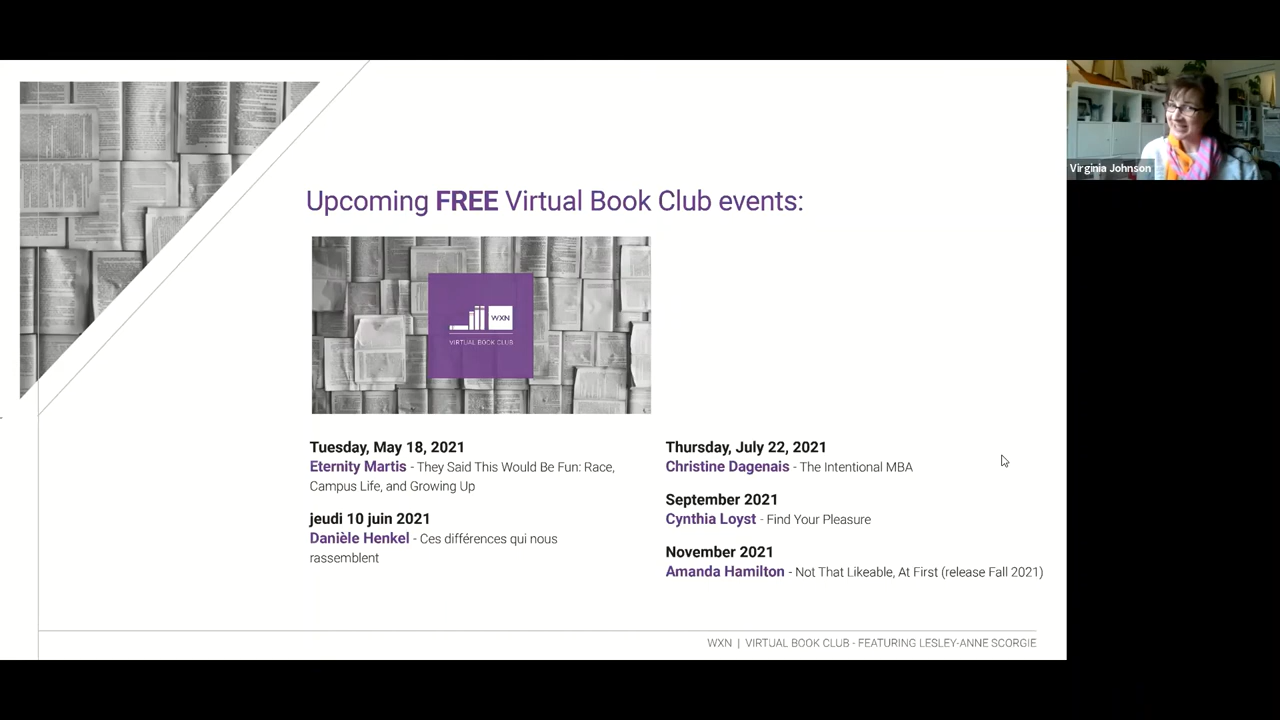 Virginia Johnson
Upcoming FREE Virtual Book Club events:
WXN
VIRTUAL BOOK CLUB
Tuesday, May 18, 2021
Eternity Martis - They Said This Would Be Fun: Race,
Campus Life, and Growing Up
jeudi 10 juin 2021
Danièle Henkel - Ces différences qui nous
rassemblent
Thursday, July 22, 2021
Christine Dagenais - The Intentional MBA
September 2021
Cynthia Loyst - Find Your Pleasure
November 2021
Amanda Hamilton - Not That Likeable, At First (release Fall 2021)
WXN | VIRTUAL BOOK CLUB - FEATURING LESLEY-ANNE SCORGIE